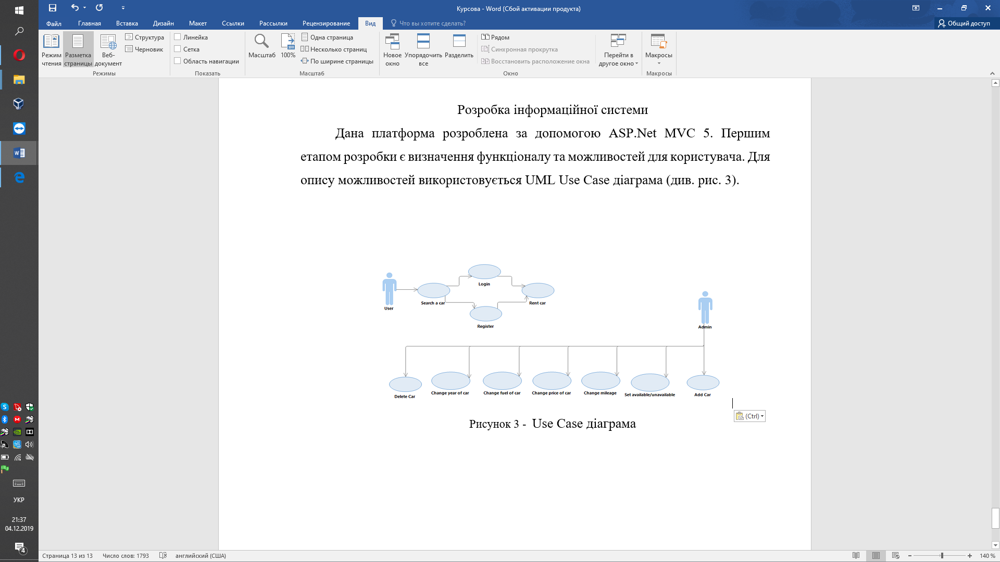 Курсова - Word (Сбой активации продукта)
Файл Главная Вставка Дизайн Макет Ссылки Рассылки Рецензирование Вид Что вы хотите сделать? Общий доступ
Режим чтения
Разметка страницы
Веб-документ
Структура
Черновик
Режимы
Линейка
Сетка
Область навигации
Показать
Масштаб
100
100%
Одна страница
Несколько страниц
По ширине страницы
Масштаб
Новое окно
Упорядочить все
Разделить
Рядом
Синхронная прокрутка
Восстановить расположение окна
Окно
Перейти в другое окно
Макросы
Макросы
Розробка інформаційної системи
Дана платформа розроблена за допомогою ASP.Net MVC 5. Першим
етапом розробки є визначення функціоналу та можливостей для користувача. Для
опису можливостей використовується UML Use Case діаграма (див. рис. 3).
User
Search a car
Login
Register
Rent car
Admin
Delete Car
Change year of car
Change fuel of car
Change price of car
Change mileage
Set available/unavailable
Add Car
(Ctrl)
Рисунок 3 - Use Case діаграма
УКР
21:37
04.12.2019
4
Страница 13 из 13 Число слов: 1793 английский (США) 140 %